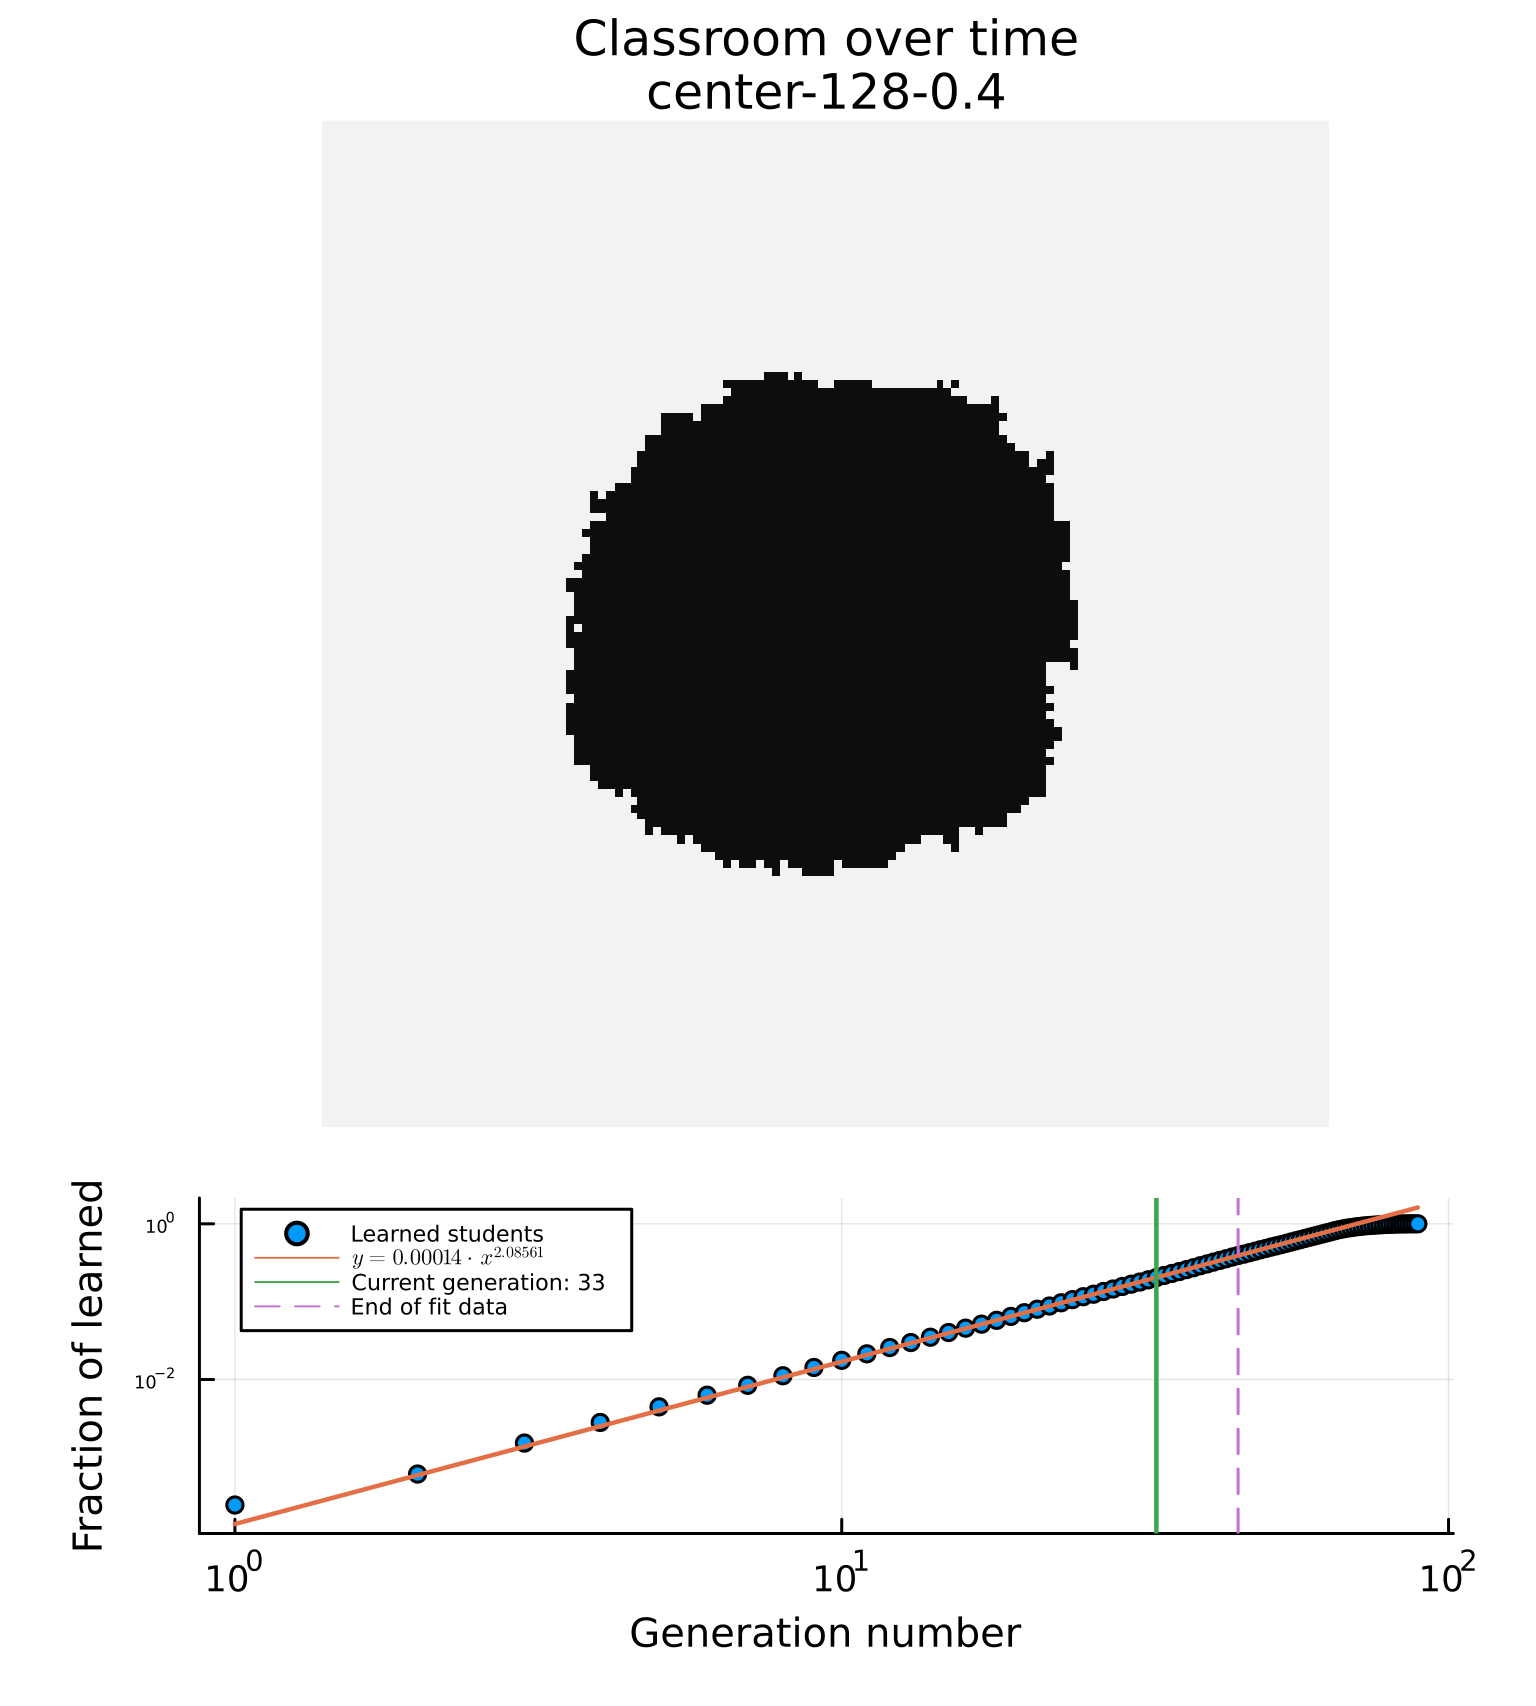 Classroom over time
center-128-0.4
Fraction of learned
10^0
10^-2
Learned students
y = 0.00014 · x^2.08561
Current generation: 33
End of fit data
10^0 10^1 10^2
Generation number